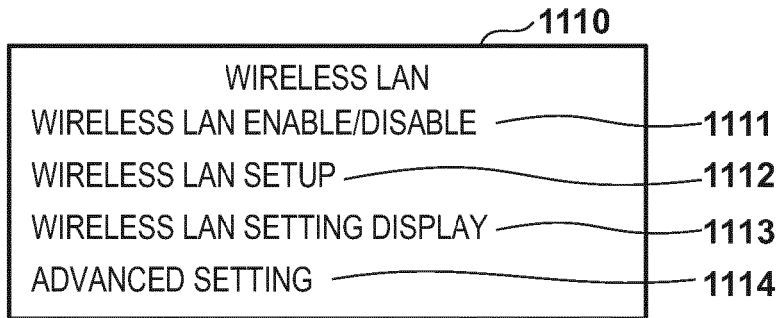 1110
WIRELESS LAN
WIRELESS LAN ENABLE/DISABLE 1111
WIRELESS LAN SETUP 1112
WIRELESS LAN SETTING DISPLAY 1113
ADVANCED SETTING 1114